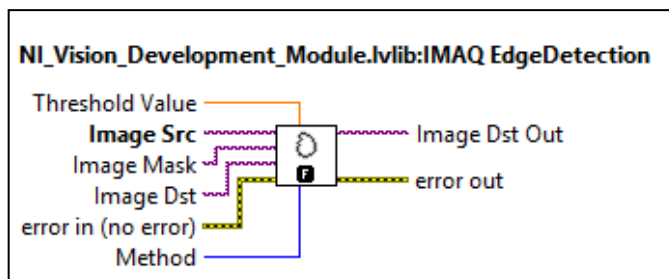 NI_Vision_Development_Module.lvlib:IMAQ EdgeDetection
Threshold Value
Image Src
Image Dst Out
Image Mask
Image Dst
error out
error in (no error)
Method
F